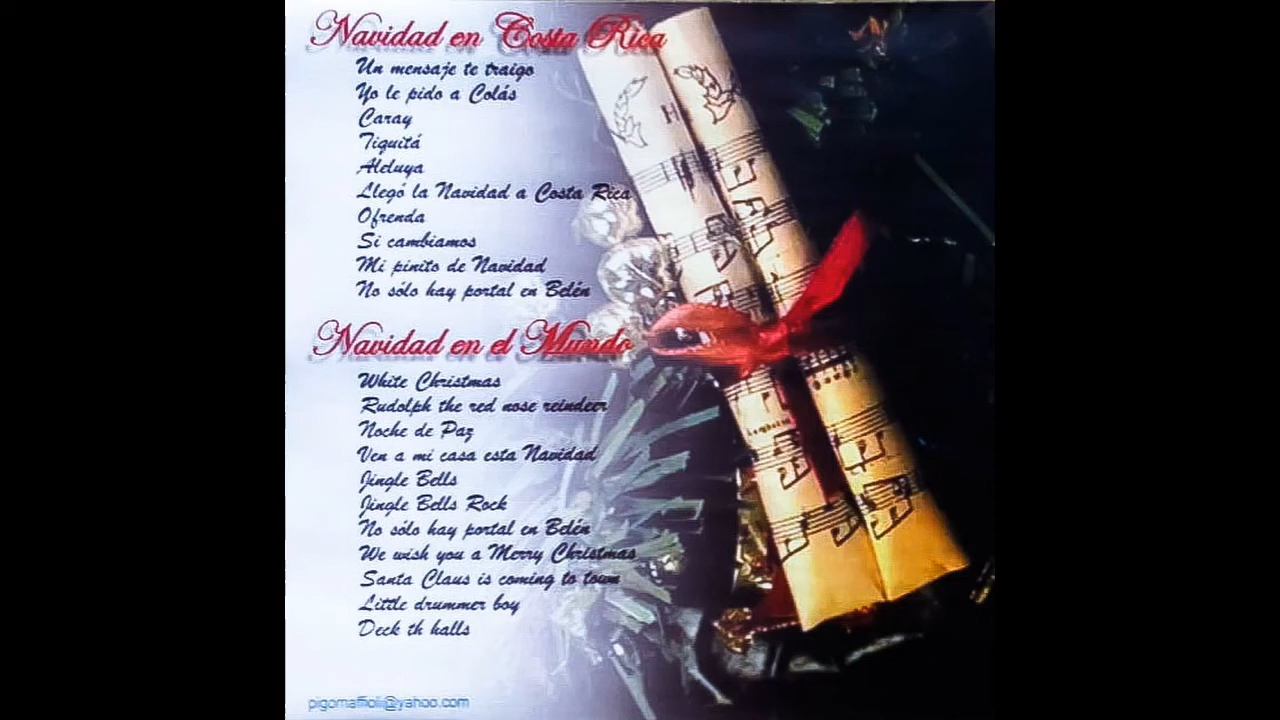 Navidad en Costa Rica
Un mensaje te traigo
Yo le pido a Colás
Caray
Tiquitá
Aleluya
Llegó la Navidad a Costa Rica
Ofrenda
Si cambiamos
Mi pinito de Navidad
No sólo hay portal en Belén
Navidad en el Mundo
White Christmas
Rudolph the red nose reindeer
Noche de Paz
Ven a mi casa esta Navidad
Jingle Bells
Jingle Bells Rock
No sólo hay portal en Belén
We wish you a Merry Christmas
Santa Claus is coming to town
Little drummer boy
Deck th halls